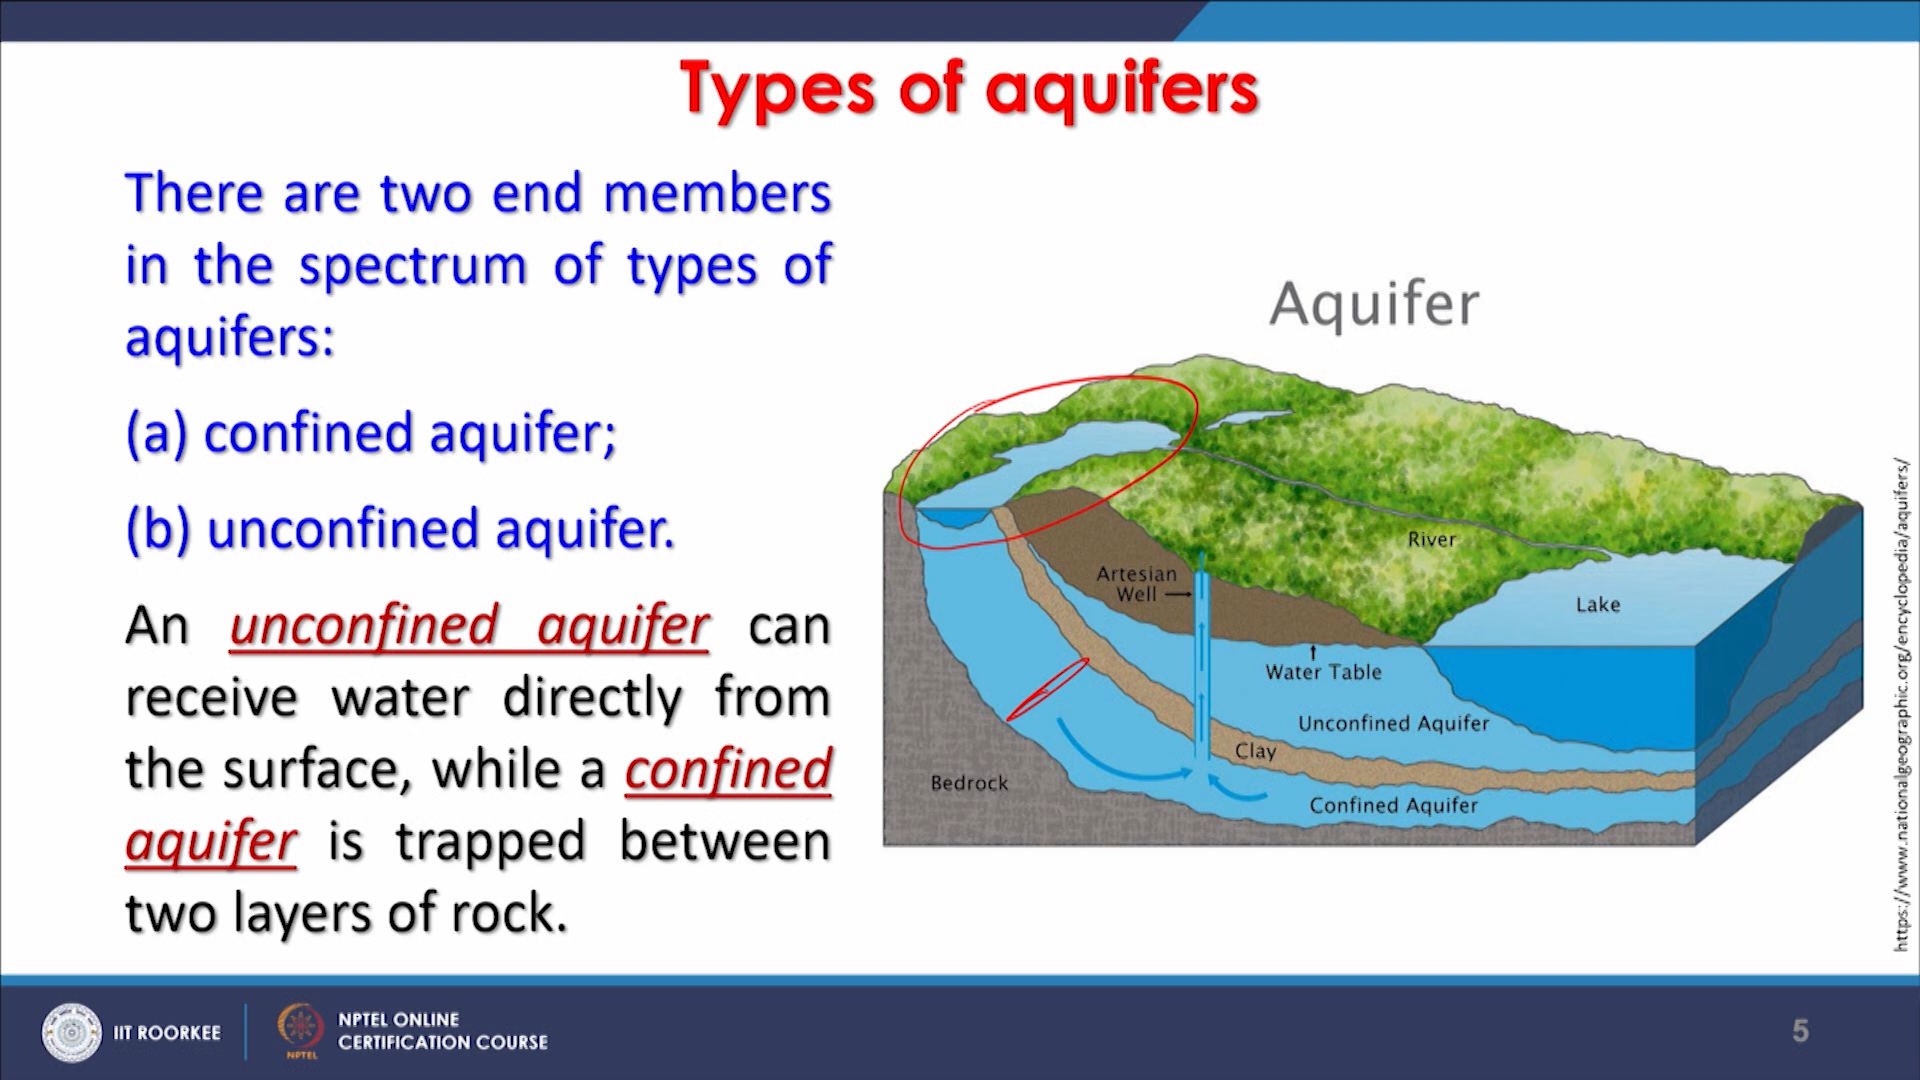 Types of aquifers
There are two end members
in the spectrum of types of
aquifers:
(a) confined aquifer;
(b) unconfined aquifer.
An unconfined aquifer can
receive water directly from
the surface, while a confined
aquifer is trapped between
two layers of rock.
Aquifer
River
Artesian
Well
Lake
Water Table
Unconfined Aquifer
Clay
Bedrock
Confined Aquifer
https://www.nationalgeographic.org/encyclopedia/aquifers/
IIT ROORKEE
NPTEL
NPTEL ONLINE
CERTIFICATION COURSE
5